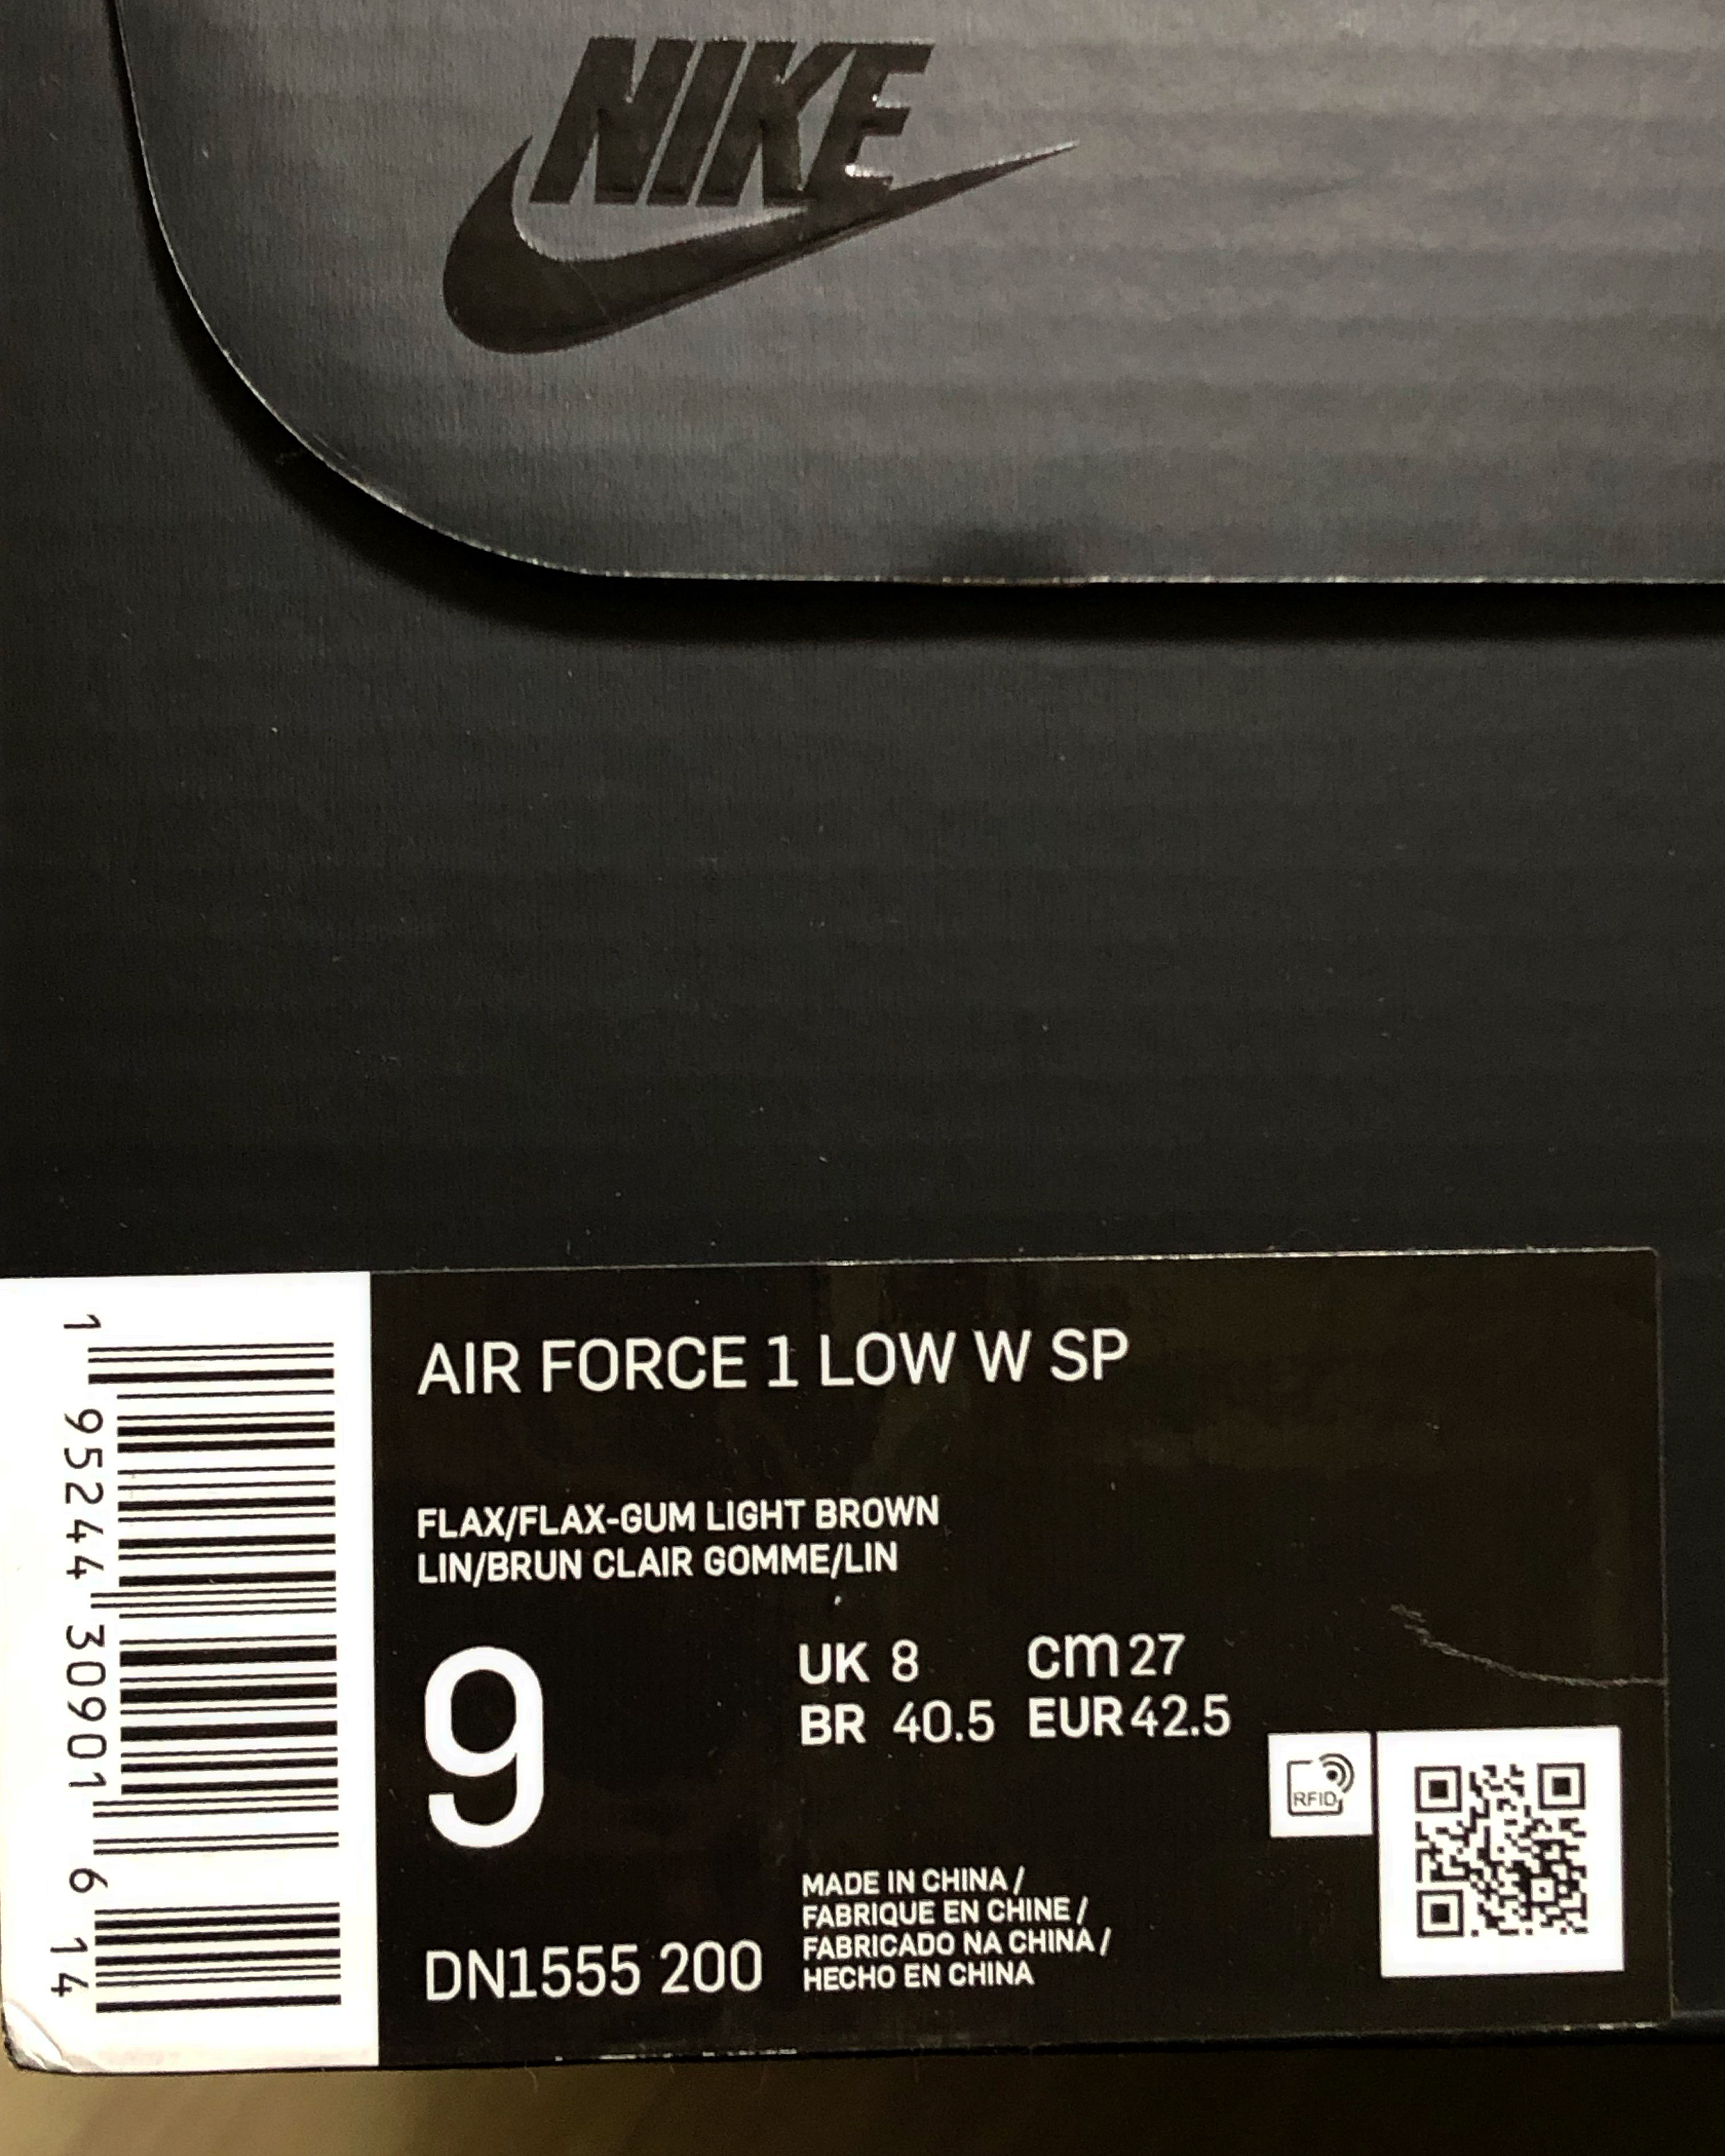 NIKE
AIR FORCE 1 LOW W SP
FLAX/FLAX-GUM LIGHT BROWN
LIN/BRUN CLAIR GOMME/LIN
9
UK 8 cm 27
BR 40.5 EUR 42.5
RFID
MADE IN CHINA /
FABRIQUE EN CHINE /
FABRICADO NA CHINA /
HECHO EN CHINA
DN1555 200
1 95244 30901 6 14